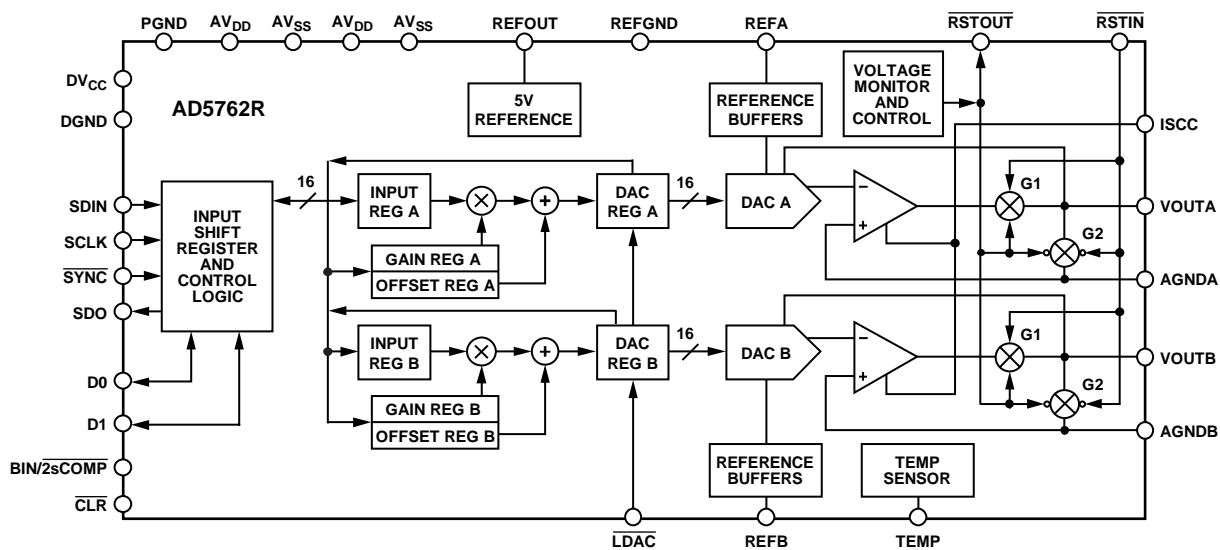 PGND AVDD AVSS AVDD AVSS REFOUT REFGND REFA RSTOUT RSTIN
DVCC
DGND
AD5762R
5V
REFERENCE
REFERENCE
BUFFERS
VOLTAGE
MONITOR
AND
CONTROL
ISCC
SDIN
SCLK
SYNC
SDO
D0
D1
BIN/2sCOMP
CLR
INPUT
SHIFT
REGISTER
AND
CONTROL
LOGIC
16
INPUT
REG A
×
+
GAIN REG A
OFFSET REG A
DAC
REG A
16
DAC A
−
+
G1
G2
VOUTA
AGNDA
INPUT
REG B
×
+
GAIN REG B
OFFSET REG B
DAC
REG B
16
DAC B
−
+
G1
G2
VOUTB
AGNDB
REFERENCE
BUFFERS
TEMP
SENSOR
LDAC REFB TEMP